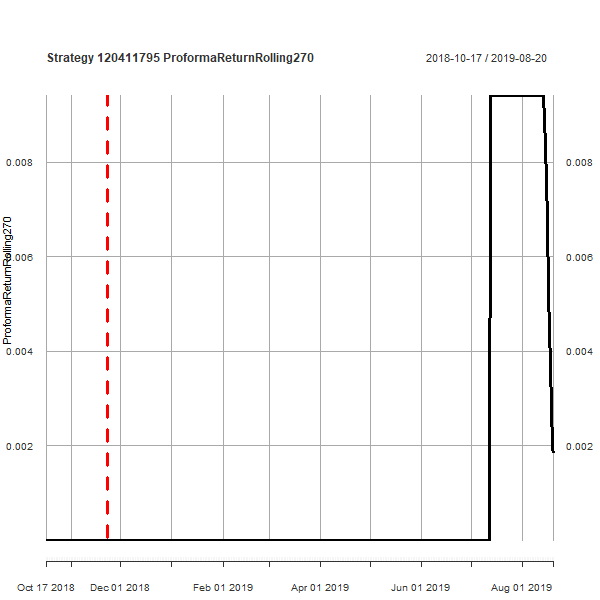 Strategy 120411795 ProformaReturnRolling270
2018-10-17 / 2019-08-20
ProformaReturnRolling270
0.008
0.008
0.006
0.006
0.004
0.004
0.002
0.002
Oct 17 2018
Dec 01 2018
Feb 01 2019
Apr 01 2019
Jun 01 2019
Aug 01 2019